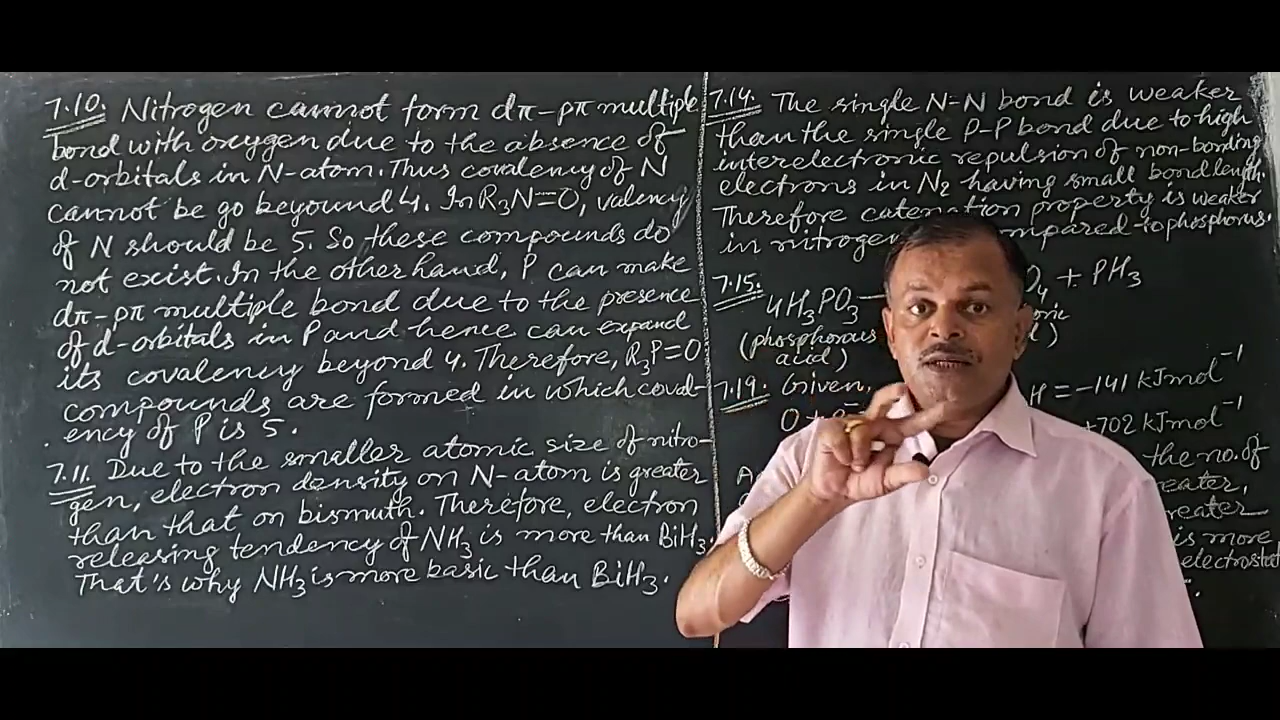 7.10. Nitrogen cannot form dπ-pπ multiple
bond with oxygen due to the absence of
d-orbitals in N-atom. Thus covalency of N
cannot be go beyound 4. In R₃N=O, valency
of N should be 5. So these compounds do
not exist. In the other hand, P can make
dπ-pπ multiple bond due to the presence
of d-orbitals in P and hence can expand
its covalency beyond 4. Therefore, R₃P=O
compounds are formed in which coval-
ency of P is 5.
7.11. Due to the smaller atomic size of nitro-
gen, electron density on N-atom is greater
than that on bismuth. Therefore, electron
releasing tendency of NH₃ is more than BiH₃.
That's why NH₃ is more basic than BiH₃.
7.14. The single N-N bond is weaker
than the single P-P bond due to high
interelectronic repulsion of non-bonding
electrons in N₂ having small bond length.
Therefore catenation property is weaker
in nitrogen compared to phosphorus.
7.15. 4H₃PO₃ O₄ + PH₃
(phosphorous
acid)
7.19. Given, H = -141 kJmol⁻¹
O + e⁻ +702 kJmol⁻¹
the no. of
eater,
reater
is more
electrostat